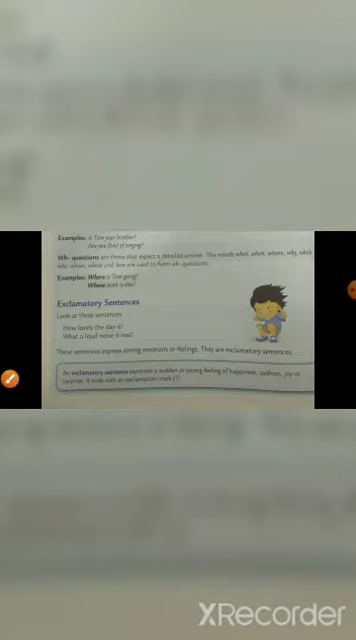 Examples: Is Tom your brother?
Are you fond of singing?
Wh- questions are those that expect a detailed answer. The words what, when, where, why, which
who, whom, whose and how are used to form wh- questions.
Examples: Where is Tom going?
Whose book is this?
Exclamatory Sentences
Look at these sentences.
How lovely the day is!
What a loud noise it was!
These sentences express strong emotions or feelings. They are exclamatory sentences.
An exclamatory sentence expresses a sudden or strong feeling of happiness, sadness, joy or
surprise. It ends with an exclamation mark (!)
XRecorder